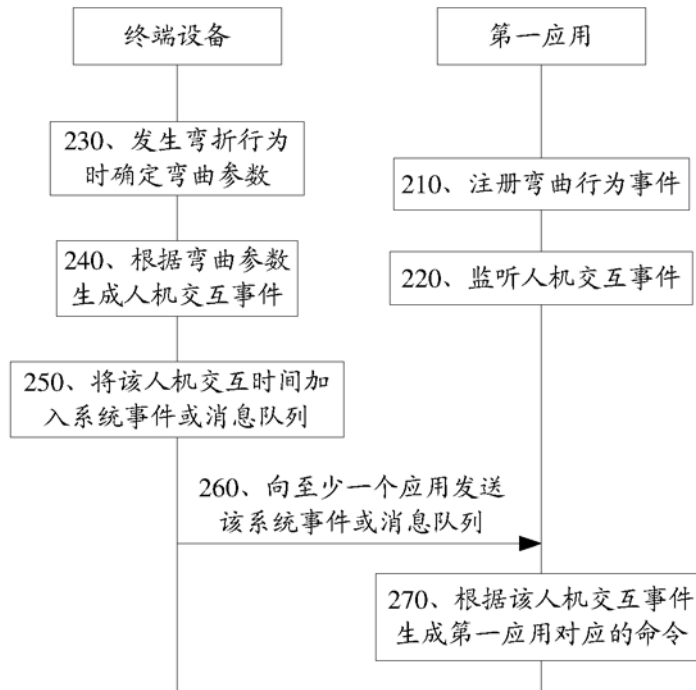 终端设备
第一应用
230、发生弯折行为
时确定弯曲参数
210、注册弯曲行为事件
240、根据弯曲参数
生成人机交互事件
220、监听人机交互事件
250、将该人机交互时间加
入系统事件或消息队列
260、向至少一个应用发送
该系统事件或消息队列
270、根据该人机交互事件
生成第一应用对应的命令